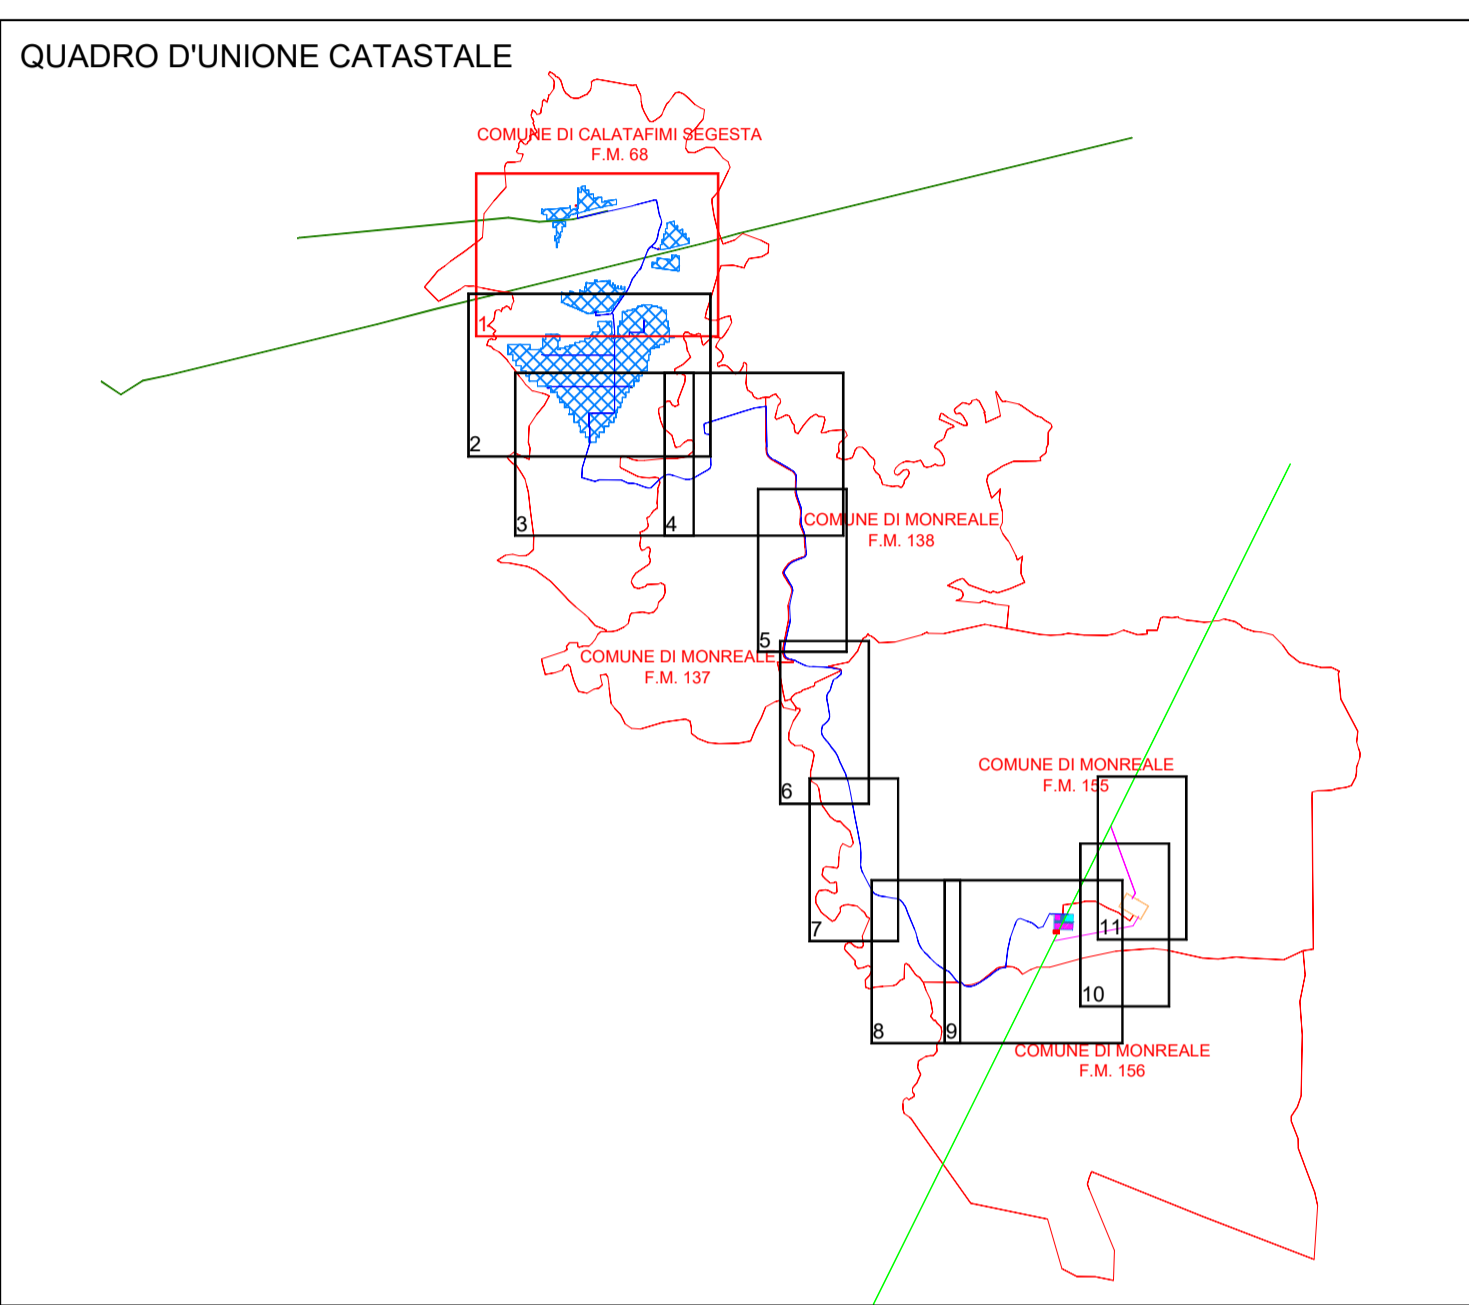 QUADRO D'UNIONE CATASTALE
COMUNE DI CALATAFIMI SEGESTA
F.M. 68
1
2
3
4
COMUNE DI MONREALE
F.M. 138
5
COMUNE DI MONREALE
F.M. 137
6
COMUNE DI MONREALE
F.M. 155
7
11
10
8
9
COMUNE DI MONREALE
F.M. 156